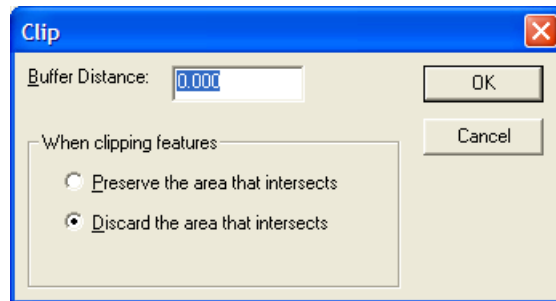 Clip
Buffer Distance: 0.000
OK
Cancel
When clipping features
Preserve the area that intersects
Discard the area that intersects